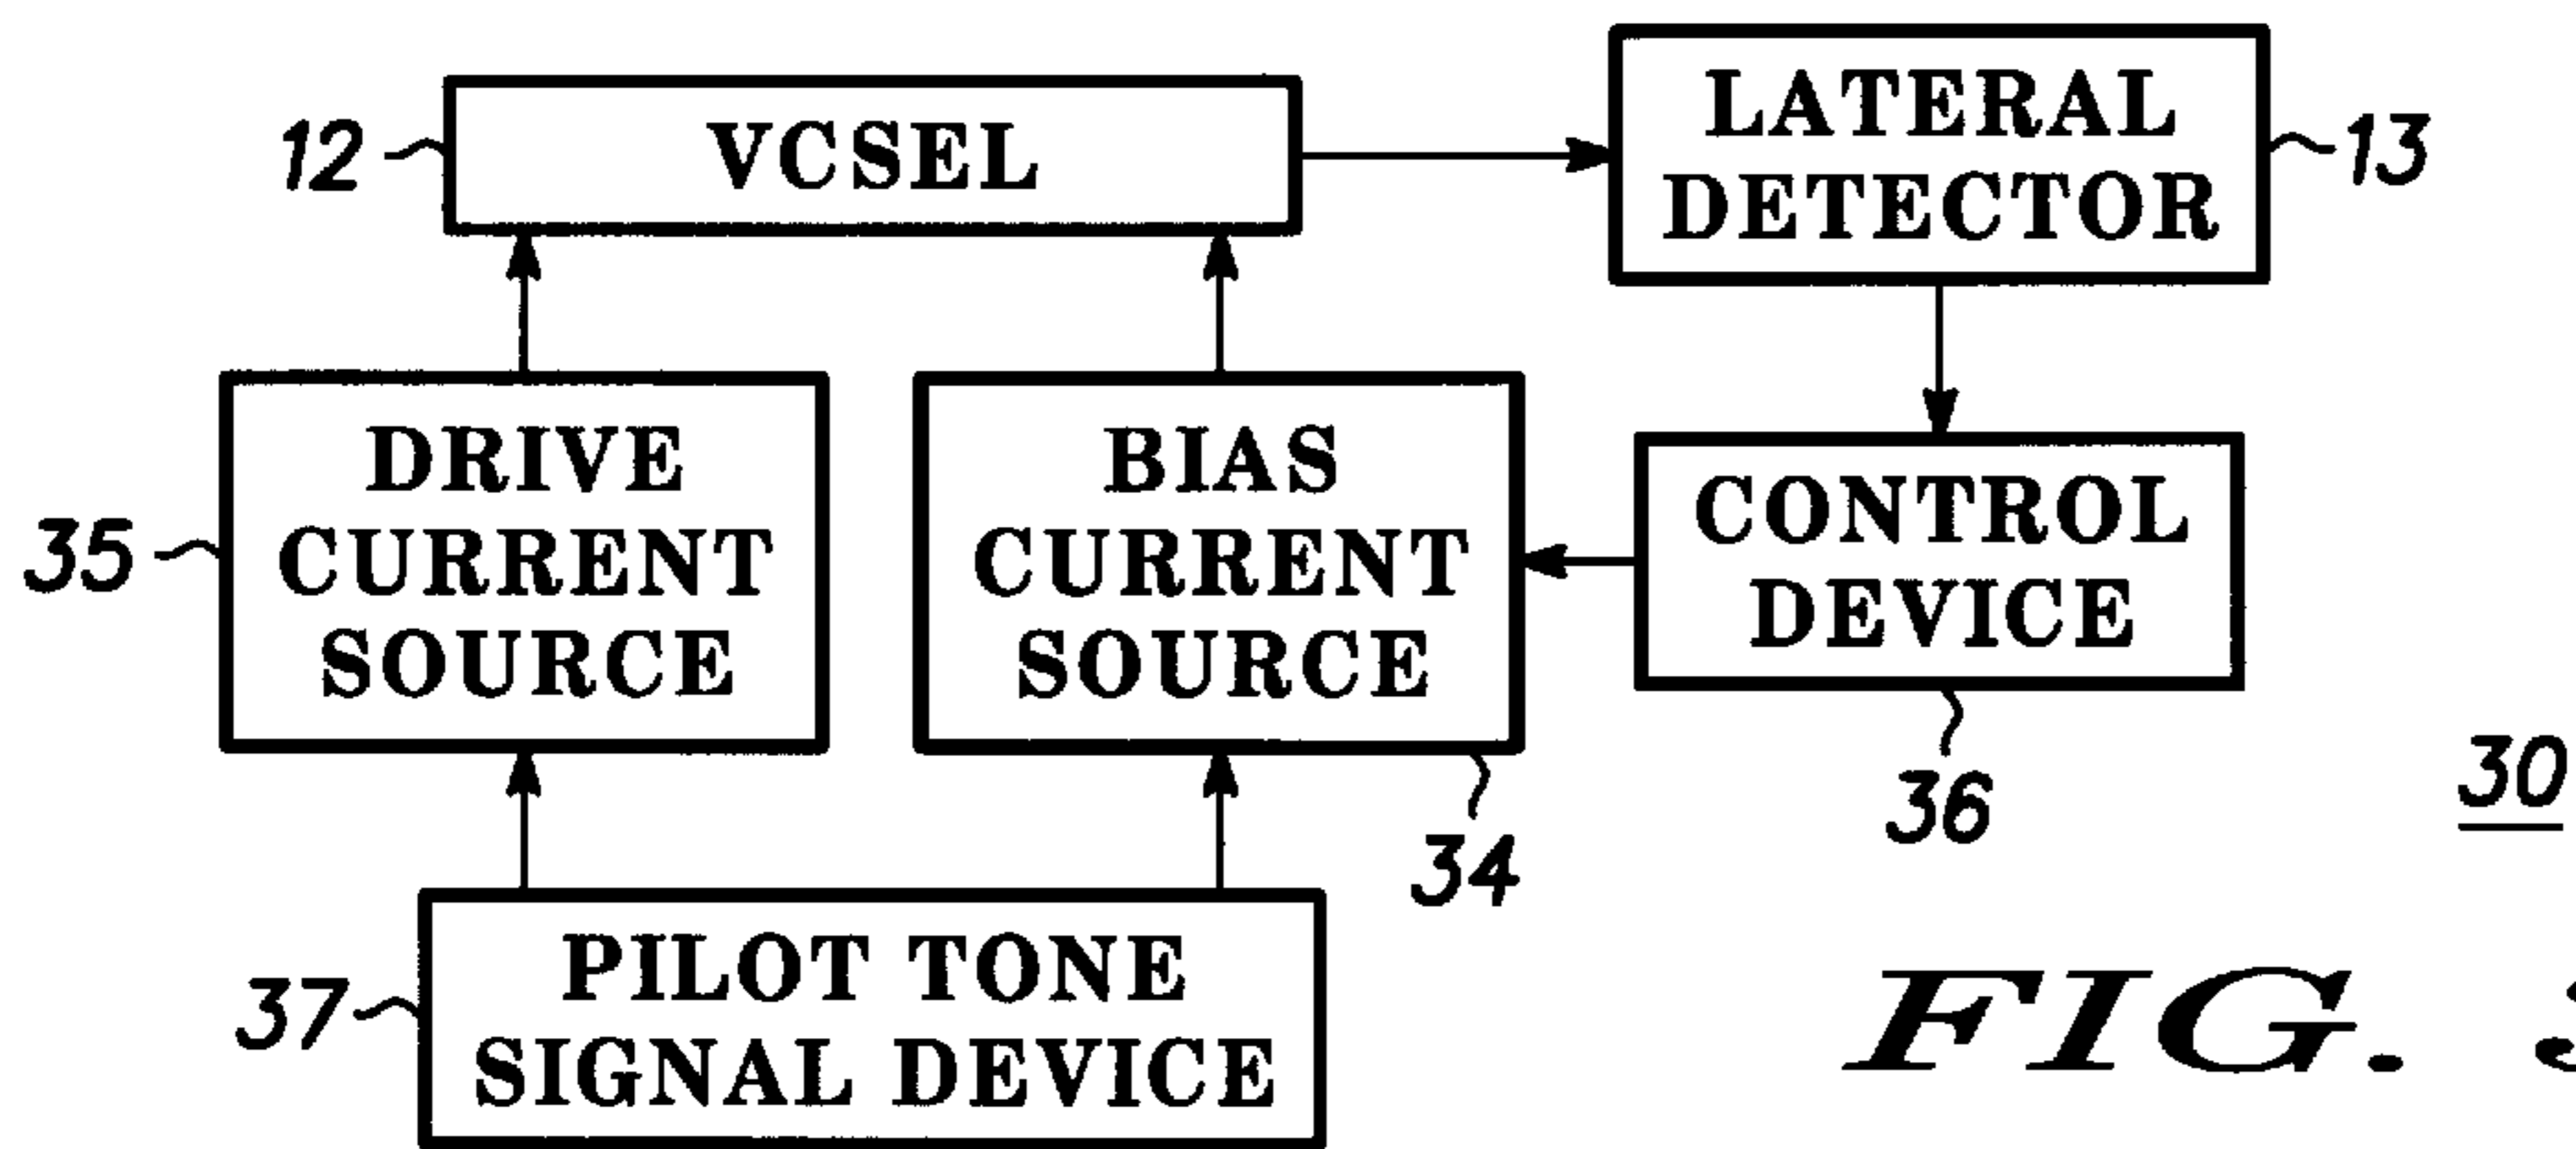 12
VCSEL
LATERAL
DETECTOR
13
35
DRIVE
CURRENT
SOURCE
BIAS
CURRENT
SOURCE
34
CONTROL
DEVICE
36
37
PILOT TONE
SIGNAL DEVICE
30
FIG.